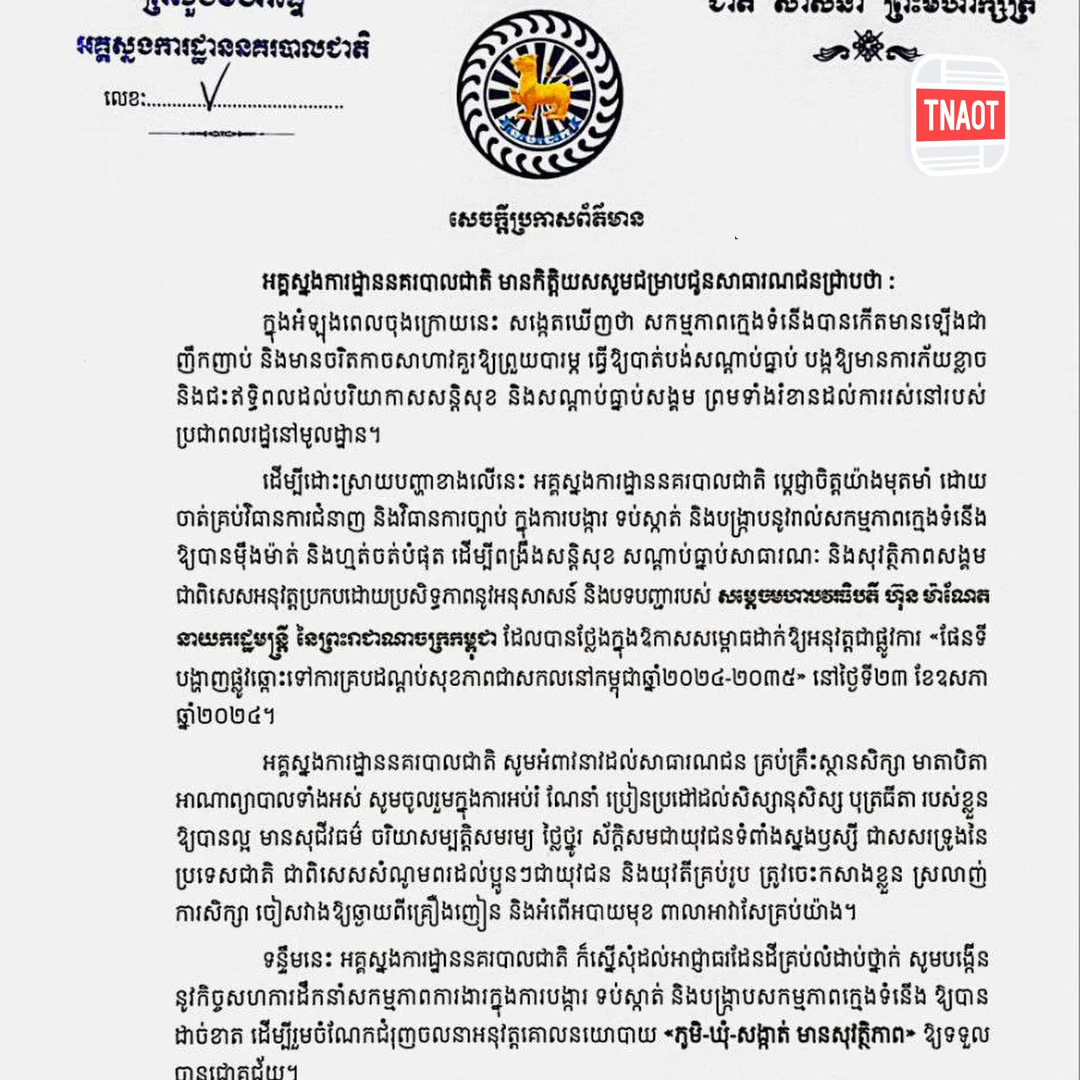 ក្រសួងមហាផ្ទៃ
ជាតិ សាសនា ព្រះមហាក្សត្រ
អគ្គស្នងការដ្ឋាននគរបាលជាតិ
លេខ:
TNAOT
សេចក្តីប្រកាសព័ត៌មាន
អគ្គស្នងការដ្ឋាននគរបាលជាតិ មានកិត្តិយសសូមជម្រាបជូនសាធារណជនជ្រាបថា :
ក្នុងអំឡុងពេលចុងក្រោយនេះ សង្កេតឃើញថា សកម្មភាពក្មេងទំនើងបានកើតមានឡើងជា
ញឹកញាប់ និងមានចរិតកាចសាហាវគួរឱ្យព្រួយបារម្ភ ធ្វើឱ្យបាត់បង់សណ្តាប់ធ្នាប់ បង្កឱ្យមានការភ័យខ្លាច
និងជះឥទ្ធិពលដល់បរិយាកាសសន្តិសុខ និងសណ្តាប់ធ្នាប់សង្គម ព្រមទាំងរំខានដល់ការរស់នៅរបស់
ប្រជាពលរដ្ឋនៅមូលដ្ឋាន។
ដើម្បីដោះស្រាយបញ្ហាខាងលើនេះ អគ្គស្នងការដ្ឋាននគរបាលជាតិ ប្តេជ្ញាចិត្តយ៉ាងមុតមាំ ដោយ
ចាត់គ្រប់វិធានការជំនាញ និងវិធានការច្បាប់ ក្នុងការបង្ការ ទប់ស្កាត់ និងបង្ក្រាបនូវរាល់សកម្មភាពក្មេងទំនើង
ឱ្យបានម៉ឺងម៉ាត់ និងហ្មត់ចត់បំផុត ដើម្បីពង្រឹងសន្តិសុខ សណ្តាប់ធ្នាប់សាធារណៈ និងសុវត្ថិភាពសង្គម
ជាពិសេសអនុវត្តប្រកបដោយប្រសិទ្ធភាពនូវអនុសាសន៍ និងបទបញ្ជារបស់ សម្តេចមហាបវរធិបតី ហ៊ុន ម៉ាណែត
នាយករដ្ឋមន្ត្រី នៃព្រះរាជាណាចក្រកម្ពុជា ដែលបានថ្លែងក្នុងឱកាសសម្ពោធដាក់ឱ្យអនុវត្តជាផ្លូវការ «ផែនទី
បង្ហាញផ្លូវឆ្ពោះទៅការគ្របដណ្តប់សុខភាពជាសកលនៅកម្ពុជាឆ្នាំ២០២៤-២០៣៥» នៅថ្ងៃទី២៣ ខែឧសភា
ឆ្នាំ២០២៤។
អគ្គស្នងការដ្ឋាននគរបាលជាតិ សូមអំពាវនាវដល់សាធារណជន គ្រប់គ្រឹះស្ថានសិក្សា មាតាបិតា
អាណាព្យាបាលទាំងអស់ សូមចូលរួមក្នុងការអប់រំ ណែនាំ ប្រៀនប្រដៅដល់សិស្សានុសិស្ស បុត្រធីតា របស់ខ្លួន
ឱ្យបានល្អ មានសុជីវធម៌ ចរិយាសម្បត្តិសមរម្យ ថ្លៃថ្នូរ ស័ក្តិសមជាយុវជនទំពាំងស្នងឫស្សី ជាសសរទ្រូងនៃ
ប្រទេសជាតិ ជាពិសេសសំណូមពរដល់ប្អូនៗជាយុវជន និងយុវតីគ្រប់រូប ត្រូវចេះកសាងខ្លួន ស្រលាញ់
ការសិក្សា ចៀសវាងឱ្យឆ្ងាយពីគ្រឿងញៀន និងអំពើអបាយមុខ ពាលាអាវាសែគ្រប់យ៉ាង។
ទន្ទឹមនេះ អគ្គស្នងការដ្ឋាននគរបាលជាតិ ក៏ស្នើសុំដល់អាជ្ញាធរដែនដីគ្រប់លំដាប់ថ្នាក់ សូមបង្កើន
នូវកិច្ចសហការដឹកនាំសកម្មភាពការងារក្នុងការបង្ការ ទប់ស្កាត់ និងបង្ក្រាបសកម្មភាពក្មេងទំនើង ឱ្យបាន
ដាច់ខាត ដើម្បីរួមចំណែកជំរុញចលនាអនុវត្តគោលនយោបាយ «ភូមិ-ឃុំ-សង្កាត់ មានសុវត្ថិភាព» ឱ្យទទួល
បានជោគជ័យ។